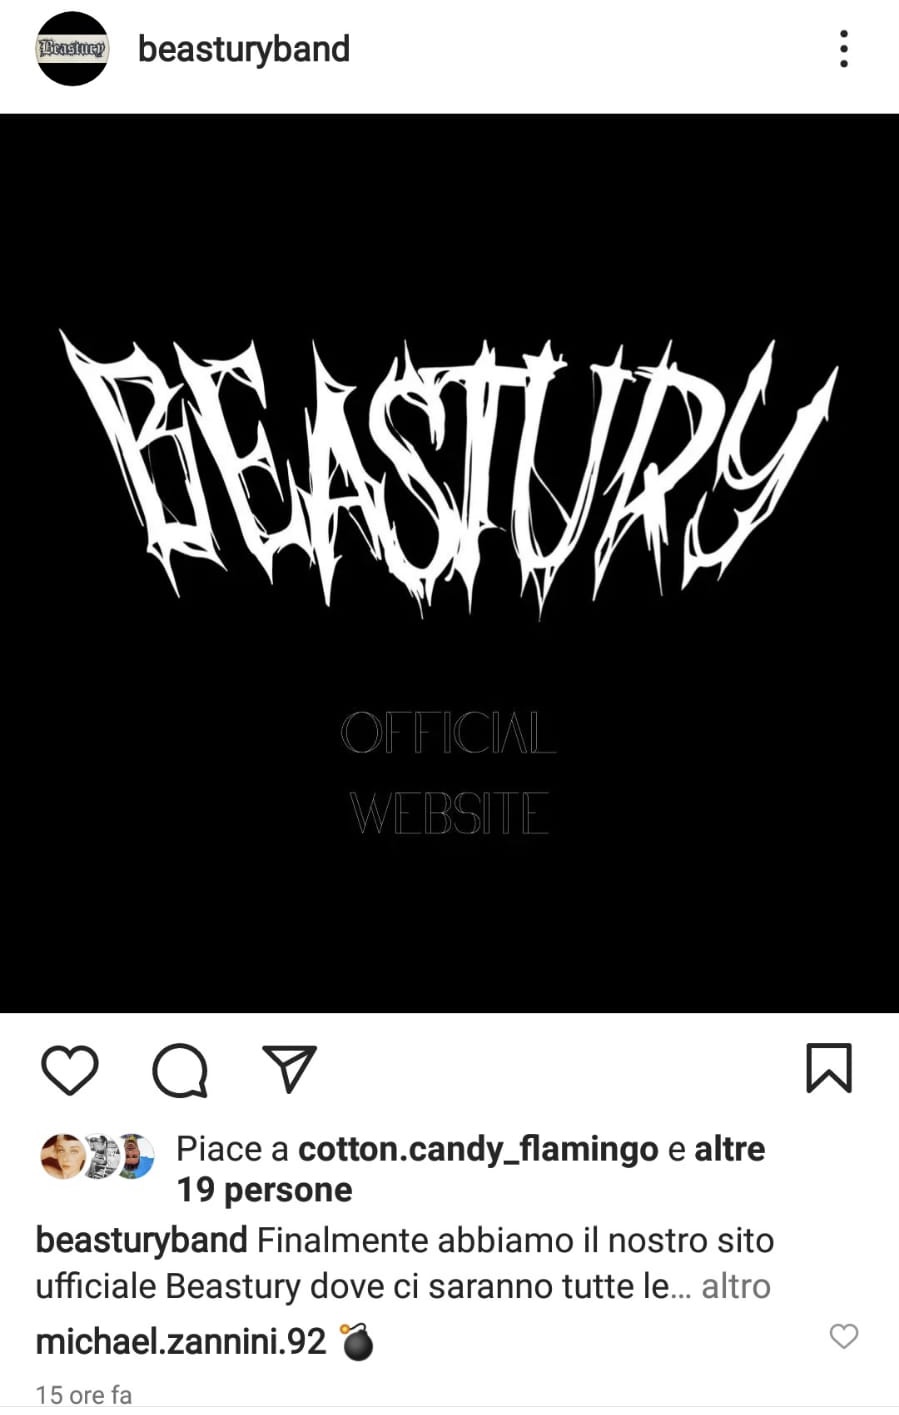 Beastury
beasturyband
BEASTURY
OFFICIAL
WEBSITE
Piace a cotton.candy_flamingo e altre
19 persone
beasturyband Finalmente abbiamo il nostro sito
ufficiale Beastury dove ci saranno tutte le... altro
michael.zannini.92 💣
15 ore fa